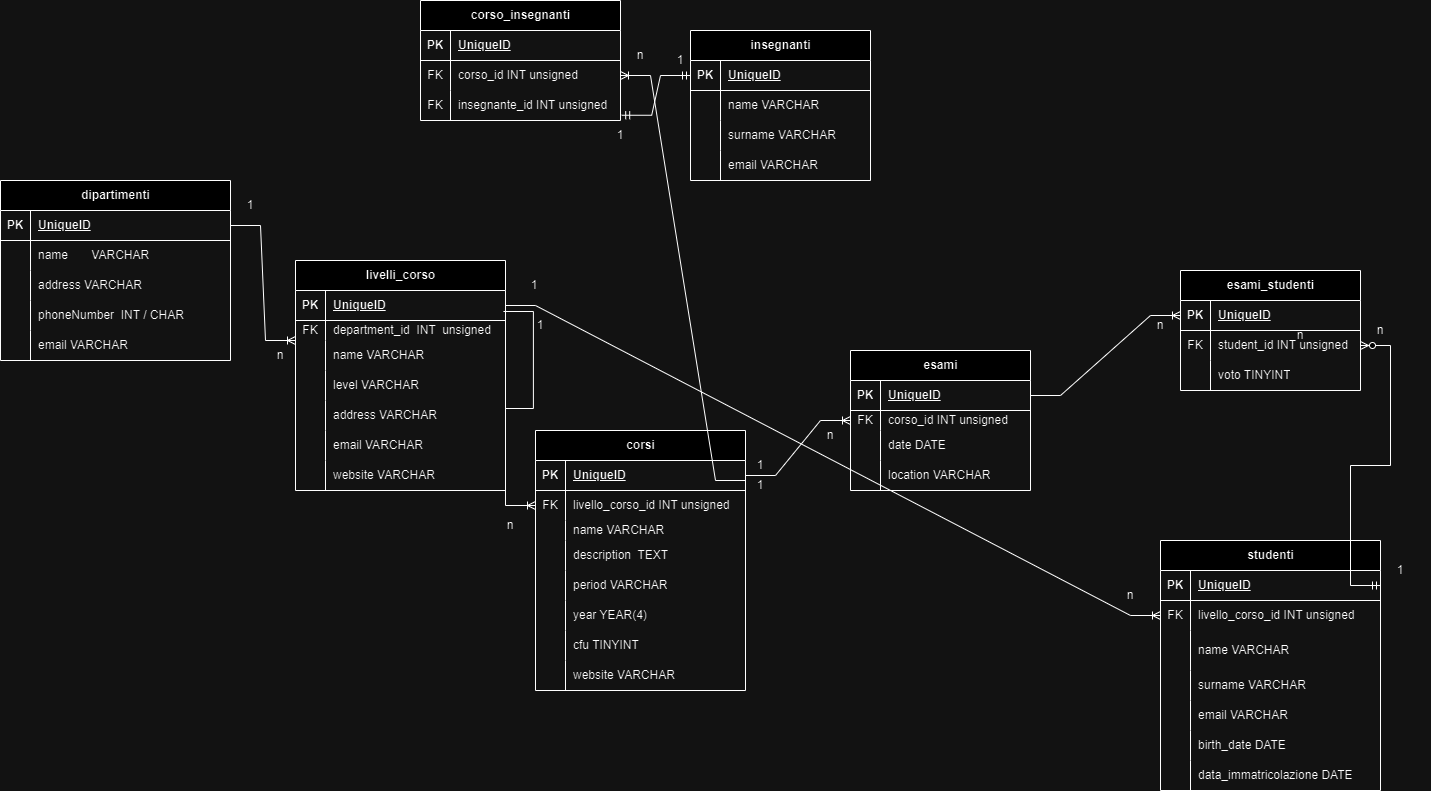 corso_insegnanti
PK UniqueID
FK corso_id INT unsigned
FK insegnante_id INT unsigned
n
1
1
insegnanti
PK UniqueID
name VARCHAR
surname VARCHAR
email VARCHAR
dipartimenti
PK UniqueID
name VARCHAR
address VARCHAR
phoneNumber INT / CHAR
email VARCHAR
1
n
livelli_corso
PK UniqueID
FK department_id INT unsigned
name VARCHAR
level VARCHAR
address VARCHAR
email VARCHAR
website VARCHAR
1
1
n
corsi
PK UniqueID
FK livello_corso_id INT unsigned
name VARCHAR
description TEXT
period VARCHAR
year YEAR(4)
cfu TINYINT
website VARCHAR
1
1
n
esami
PK UniqueID
FK corso_id INT unsigned
date DATE
location VARCHAR
n
esami_studenti
PK UniqueID
n
FK student_id INT unsigned
voto TINYINT
n
n
studenti
PK UniqueID
FK livello_corso_id INT unsigned
name VARCHAR
surname VARCHAR
email VARCHAR
birth_date DATE
data_immatricolazione DATE
1